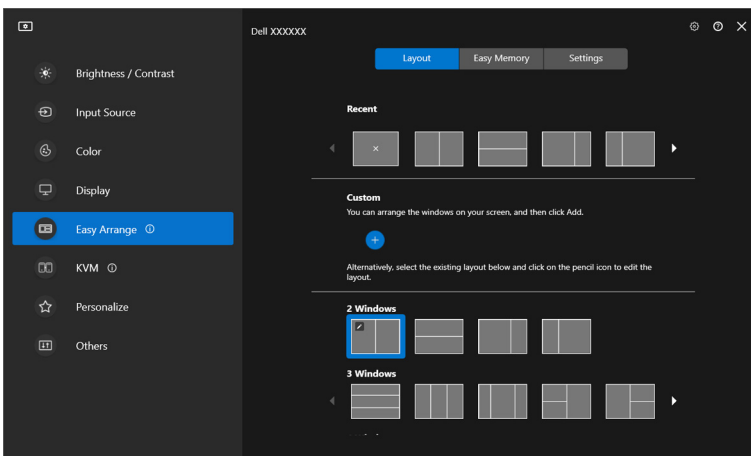 Dell XXXXXX
Brightness / Contrast
Input Source
Color
Display
Easy Arrange
KVM
Personalize
Others
Layout
Easy Memory
Settings
Recent
Custom
You can arrange the windows on your screen, and then click Add.
Alternatively, select the existing layout below and click on the pencil icon to edit the
layout.
2 Windows
3 Windows